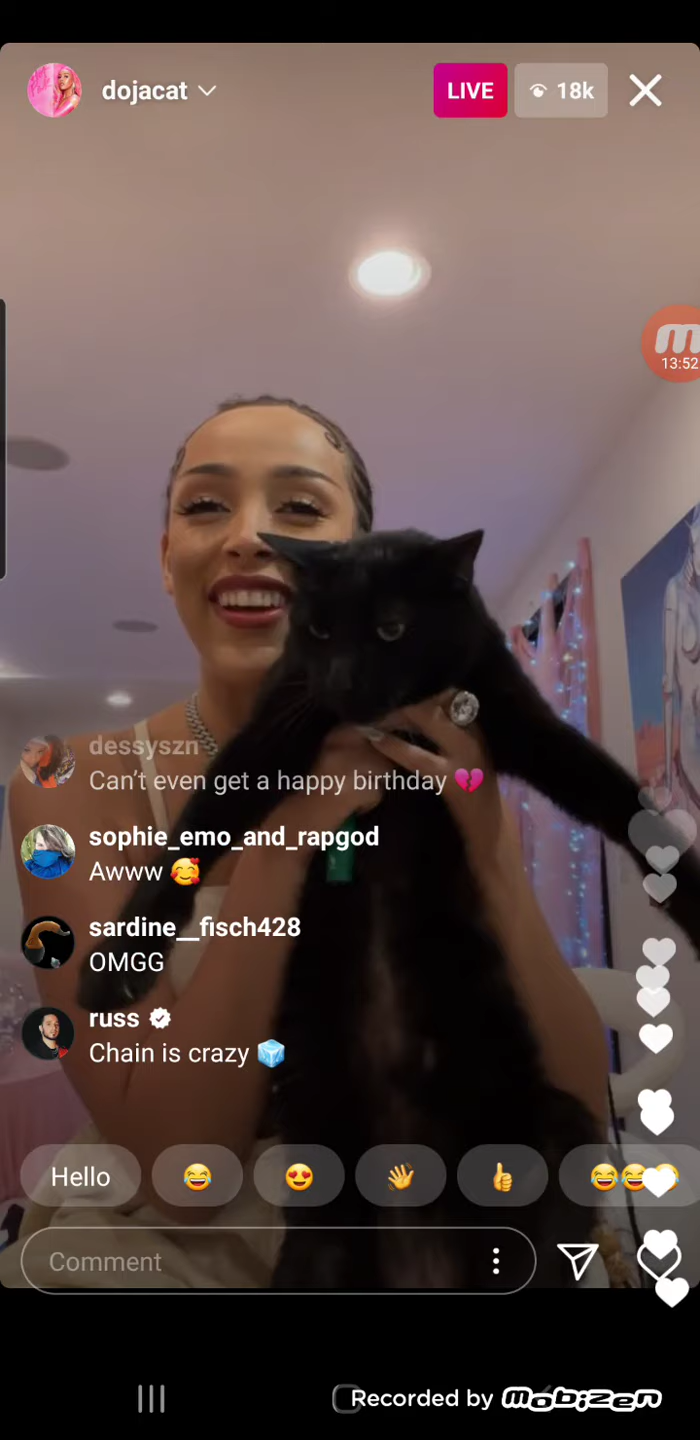 dojacat
LIVE
18k
13:52
dessyszn
Can’t even get a happy birthday 💔
sophie_emo_and_rapgod
Awww 🥰
sardine__fisch428
OMGG
russ
Chain is crazy 🧊
Hello 😂 😍 👋 👍 😂😂
Comment
Recorded by mobizen